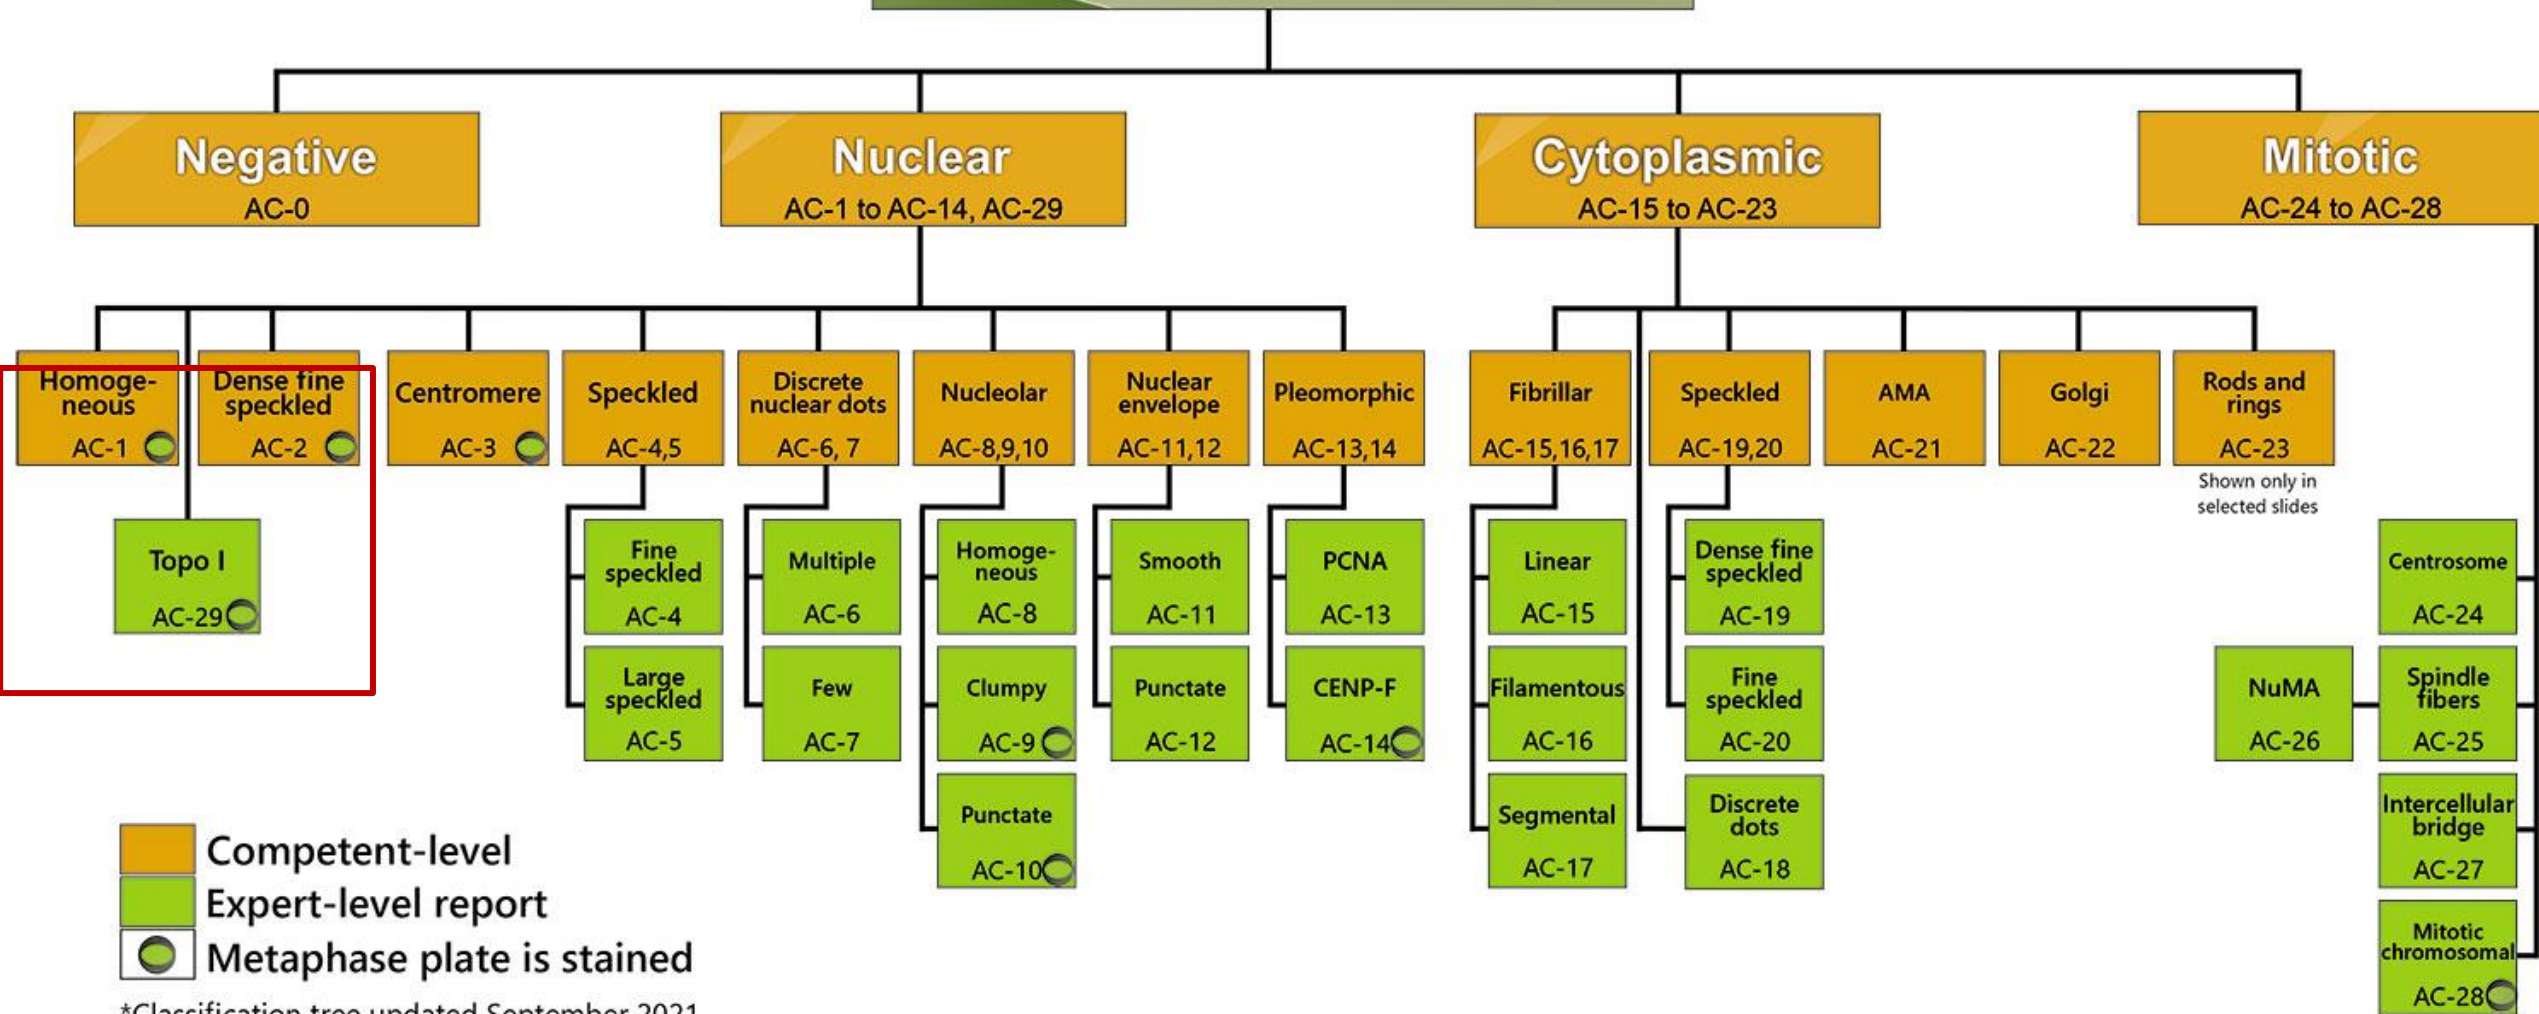 Negative
AC-0
Nuclear
AC-1 to AC-14, AC-29
Cytoplasmic
AC-15 to AC-23
Mitotic
AC-24 to AC-28
Homoge-
neous
AC-1
Dense fine
speckled
AC-2
Centromere
AC-3
Speckled
AC-4,5
Discrete
nuclear dots
AC-6, 7
Nucleolar
AC-8,9,10
Nuclear
envelope
AC-11,12
Pleomorphic
AC-13,14
Fibrillar
AC-15,16,17
Speckled
AC-19,20
AMA
AC-21
Golgi
AC-22
Rods and
rings
AC-23
Shown only in
selected slides
Topo I
AC-29
Fine
speckled
AC-4
Large
speckled
AC-5
Multiple
AC-6
Few
AC-7
Homoge-
neous
AC-8
Clumpy
AC-9
Punctate
AC-10
Smooth
AC-11
Punctate
AC-12
PCNA
AC-13
CENP-F
AC-14
Linear
AC-15
Filamentous
AC-16
Segmental
AC-17
Dense fine
speckled
AC-19
Fine
speckled
AC-20
Discrete
dots
AC-18
Centrosome
AC-24
NuMA
AC-26
Spindle
fibers
AC-25
Intercellular
bridge
AC-27
Mitotic
chromosomal
AC-28
Competent-level
Expert-level report
Metaphase plate is stained
*Classification tree updated September 2021